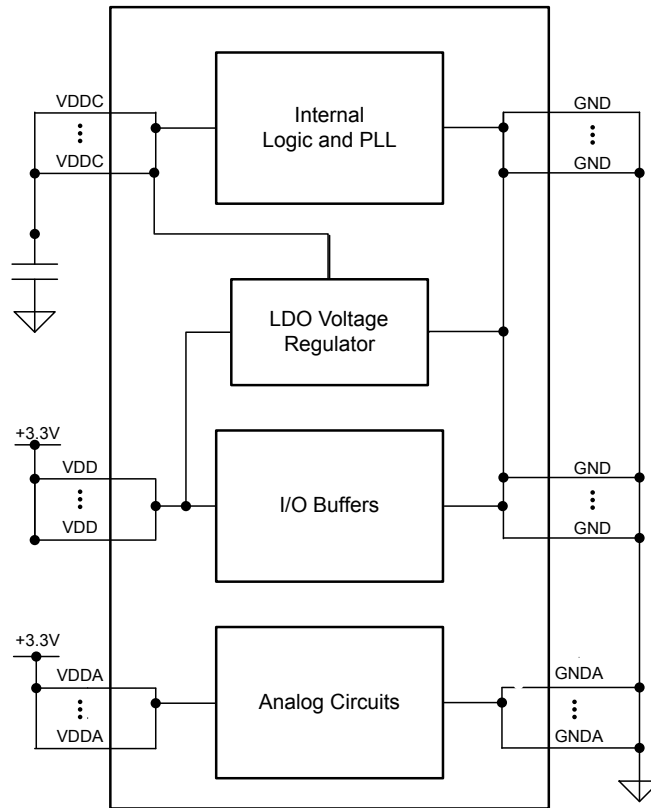 VDDC
VDDC
Internal
Logic and PLL
GND
GND
LDO Voltage
Regulator
+3.3V
VDD
VDD
I/O Buffers
GND
GND
+3.3V
VDDA
VDDA
Analog Circuits
GNDA
GNDA